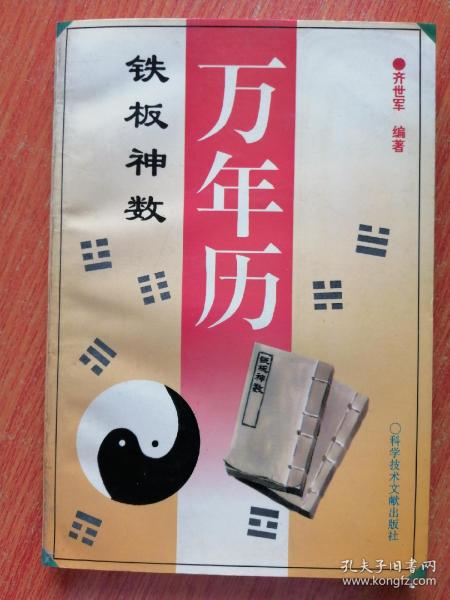 铁板神数
万年历
●齐世军 编著
铁板神数
○科学技术文献出版社
孔夫子旧书网
www.kongfz.com